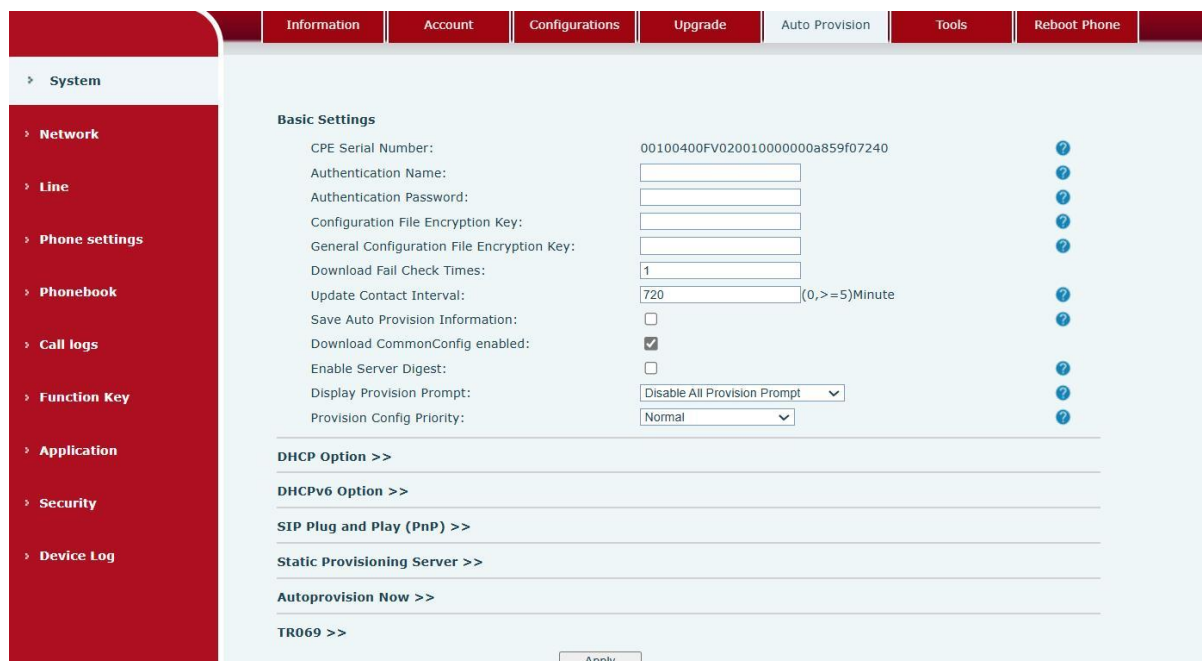 Information Account Configurations Upgrade Auto Provision Tools Reboot Phone
System
Network
Line
Phone settings
Phonebook
Call logs
Function Key
Application
Security
Device Log
Basic Settings
CPE Serial Number: 00100400FV020010000000a859f07240
Authentication Name:
Authentication Password:
Configuration File Encryption Key:
General Configuration File Encryption Key:
Download Fail Check Times: 1
Update Contact Interval: 720 (0,>=5)Minute
Save Auto Provision Information:
Download CommonConfig enabled:
Enable Server Digest:
Display Provision Prompt: Disable All Provision Prompt
Provision Config Priority: Normal
DHCP Option >>
DHCPv6 Option >>
SIP Plug and Play (PnP) >>
Static Provisioning Server >>
Autoprovision Now >>
TR069 >>
Apply